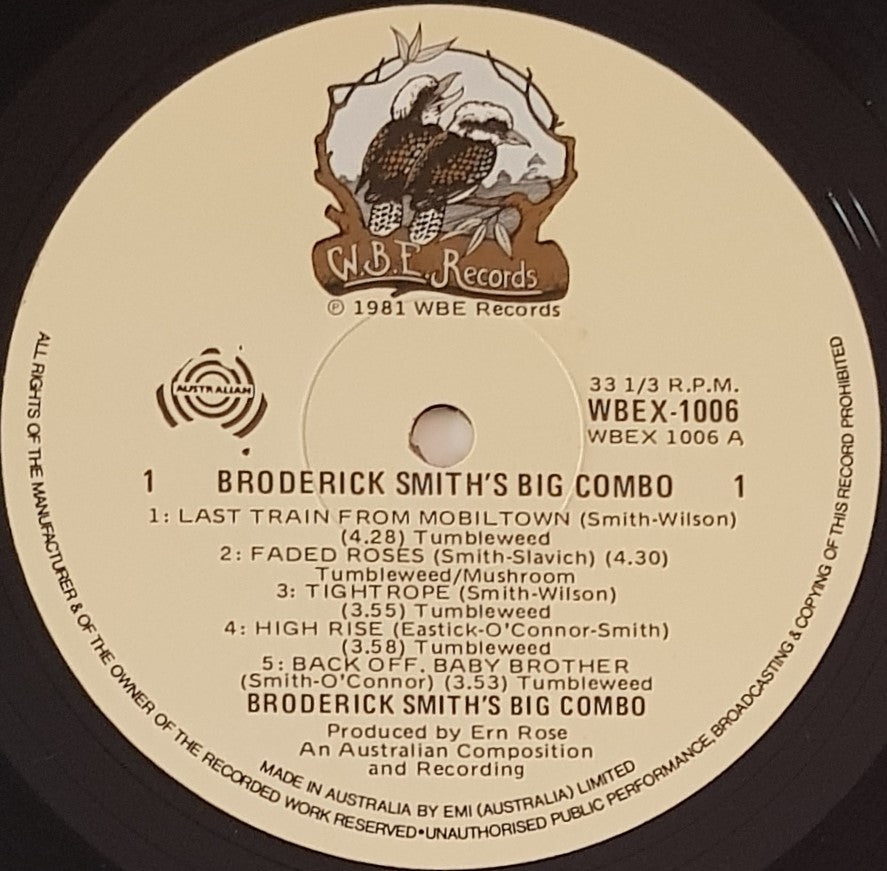 W.B.E. Records
℗ 1981 WBE Records
AUSTRALIAN
33 1/3 R.P.M.
WBEX-1006
WBEX 1006 A
1 BRODERICK SMITH'S BIG COMBO 1
1: LAST TRAIN FROM MOBILTOWN (Smith-Wilson)
(4.28) Tumbleweed
2: FADED ROSES (Smith-Slavich) (4.30)
Tumbleweed/Mushroom
3: TIGHTROPE (Smith-Wilson)
(3.55) Tumbleweed
4: HIGH RISE (Eastick-O'Connor-Smith)
(3.58) Tumbleweed
5: BACK OFF, BABY BROTHER
(Smith-O'Connor) (3.53) Tumbleweed
BRODERICK SMITH'S BIG COMBO
Produced by Ern Rose
An Australian Composition
and Recording
MADE IN AUSTRALIA BY EMI (AUSTRALIA) LIMITED
ALL RIGHTS OF THE MANUFACTURER & OF THE OWNER OF THE RECORDED WORK RESERVED•UNAUTHORISED PUBLIC PERFORMANCE, BROADCASTING & COPYING OF THIS RECORD PROHIBITED